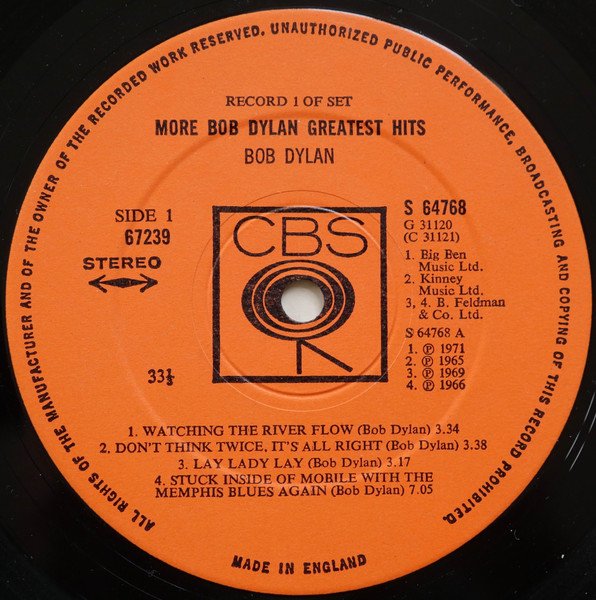 ALL RIGHTS OF THE MANUFACTURER AND OF THE OWNER OF THE RECORDED WORK RESERVED. UNAUTHORIZED PUBLIC PERFORMANCE, BROADCASTING AND COPYING OF THIS RECORD PROHIBITED.
RECORD 1 OF SET
MORE BOB DYLAN GREATEST HITS
BOB DYLAN
SIDE 1
67239
STEREO
33⅓
CBS
S 64768
G 31120
(C 31121)
1. Big Ben
Music Ltd.
2. Kinney
Music Ltd.
3, 4. B. Feldman
& Co. Ltd.
S 64768 A
1. ℗ 1971
2. ℗ 1965
3. ℗ 1969
4. ℗ 1966
1. WATCHING THE RIVER FLOW (Bob Dylan) 3.34
2. DON'T THINK TWICE, IT'S ALL RIGHT (Bob Dylan) 3.38
3. LAY LADY LAY (Bob Dylan) 3.17
4. STUCK INSIDE OF MOBILE WITH THE
MEMPHIS BLUES AGAIN (Bob Dylan) 7.05
MADE IN ENGLAND